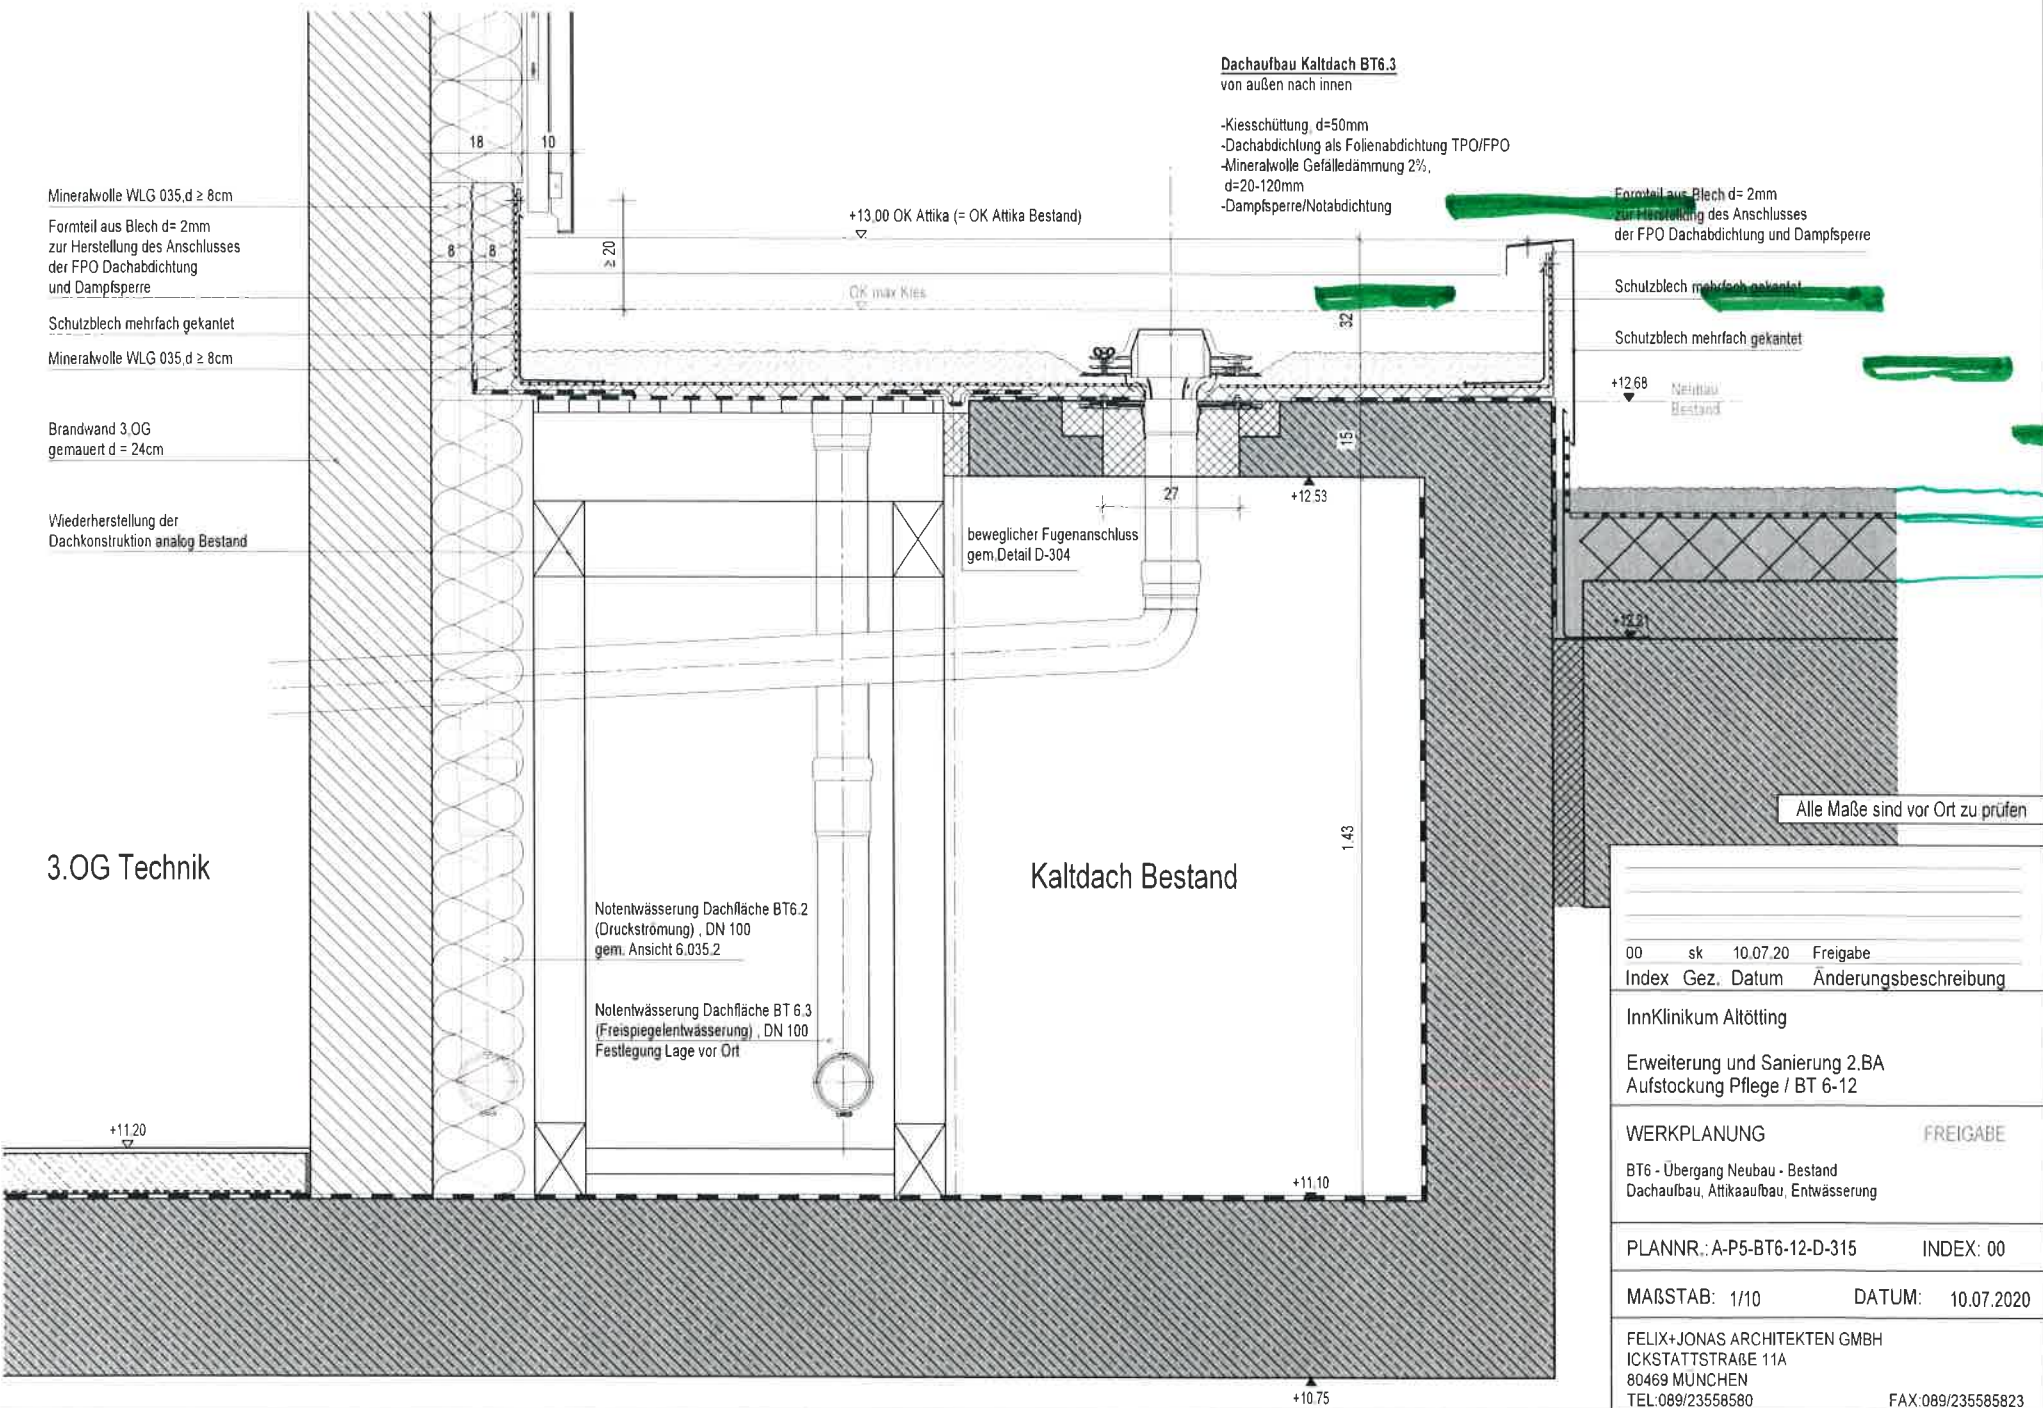 Dachaufbau Kaltdach BT6.3
von außen nach innen
-Kiesschüttung, d=50mm
-Dachabdichtung als Folienabdichtung TPO/FPO
-Mineralwolle Gefälledämmung 2%,
d=20-120mm
-Dampfsperre/Notabdichtung
18
10
Mineralwolle WLG 035,d ≥ 8cm
Formteil aus Blech d= 2mm
zur Herstellung des Anschlusses
der FPO Dachabdichtung
und Dampfsperre
Schutzblech mehrfach gekantet
Mineralwolle WLG 035,d ≥ 8cm
Brandwand 3.OG
gemauert d = 24cm
Wiederherstellung der
Dachkonstruktion analog Bestand
8
8
≥ 20
+13,00 OK Attika (= OK Attika Bestand)
OK max Kies
32
15
Formteil aus Blech d= 2mm
zur Herstellung des Anschlusses
der FPO Dachabdichtung und Dampfsperre
Schutzblech mehrfach gekantet
Schutzblech mehrfach gekantet
+12.68
Neubau
Bestand
27
+12.53
beweglicher Fugenanschluss
gem.Detail D-304
Alle Maße sind vor Ort zu prüfen
3.OG Technik
Kaltdach Bestand
1.43
Notentwässerung Dachfläche BT6.2
(Druckströmung) , DN 100
gem. Ansicht 6.035.2
Notentwässerung Dachfläche BT 6.3
(Freispiegelentwässerung) , DN 100
Festlegung Lage vor Ort
+11.20
+11.10
+10.75
00 sk 10.07.20 Freigabe
Index Gez. Datum Änderungsbeschreibung
InnKlinikum Altötting
Erweiterung und Sanierung 2.BA
Aufstockung Pflege / BT 6-12
WERKPLANUNG FREIGABE
BT6 - Übergang Neubau - Bestand
Dachaufbau, Attikaaufbau, Entwässerung
PLANNR.: A-P5-BT6-12-D-315 INDEX: 00
MAßSTAB: 1/10 DATUM: 10.07.2020
FELIX+JONAS ARCHITEKTEN GMBH
ICKSTATTSTRAßE 11A
80469 MÜNCHEN
TEL:089/23558580 FAX:089/235585823